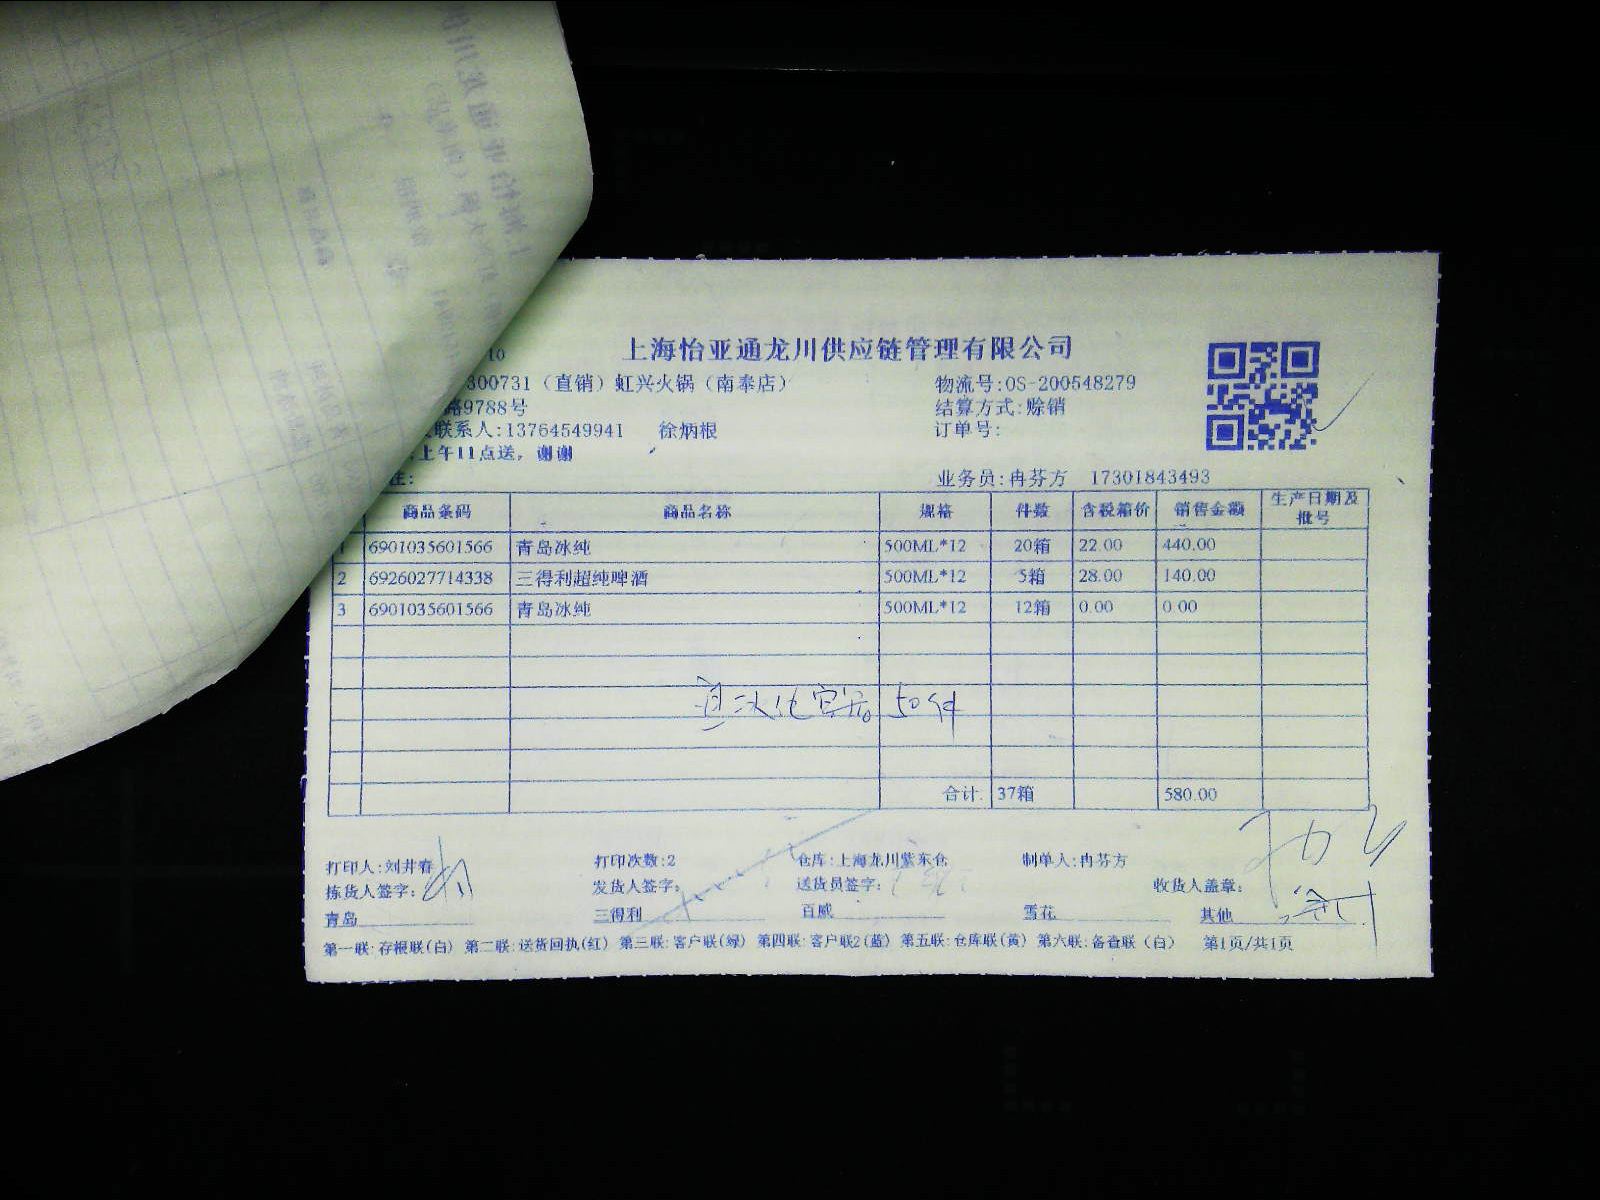 上海怡亚通龙川供应链管理有限公司
10
300731（直销）虹兴火锅（南奉店）
物流号:OS-200548279
路9788号
结算方式:赊销
联系人:13764549941 徐炳根
订单号:
上午11点送，谢谢
注:
业务员:冉芬方 17301843493
商品条码 商品名称 规格 件数 含税箱价 销售金额 生产日期及批号
1 6901035601566 青岛冰纯 500ML*12 20箱 22.00 440.00
2 6926027714338 三得利超纯啤酒 500ML*12 5箱 28.00 140.00
3 6901035601566 青岛冰纯 500ML*12 12箱 0.00 0.00
50件
合计: 37箱 580.00
打印人:刘井春 打印次数:2 仓库:上海龙川紫东仓 制单人:冉芬方
拣货人签字: 发货人签字: 送货员签字: 收货人盖章:
青岛 三得利 百威 雪花 其他
第一联:存根联(白) 第二联:送货回执(红) 第三联:客户联(绿) 第四联:客户联2(蓝) 第五联:仓库联(黄) 第六联:备查联（白） 第1页/共1页